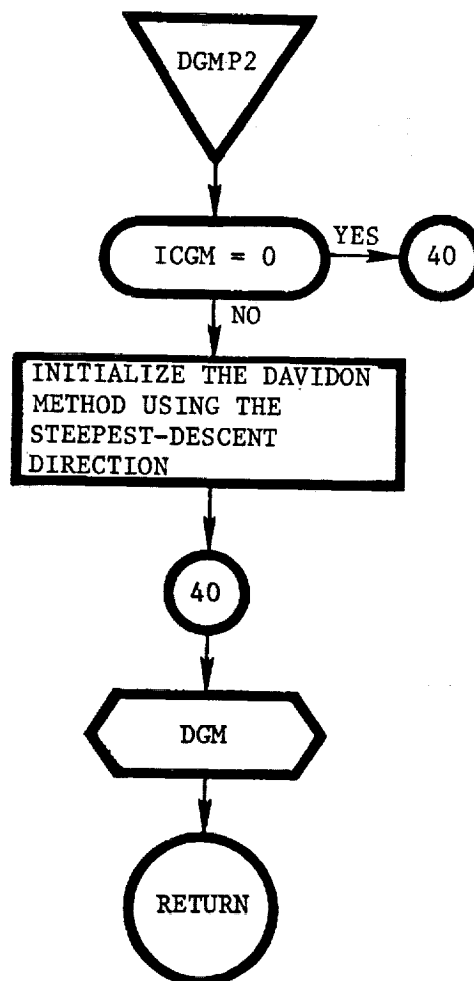 DGMP2
ICGM = 0
YES
40
NO
INITIALIZE THE DAVIDON
METHOD USING THE
STEEPEST-DESCENT
DIRECTION
40
DGM
RETURN